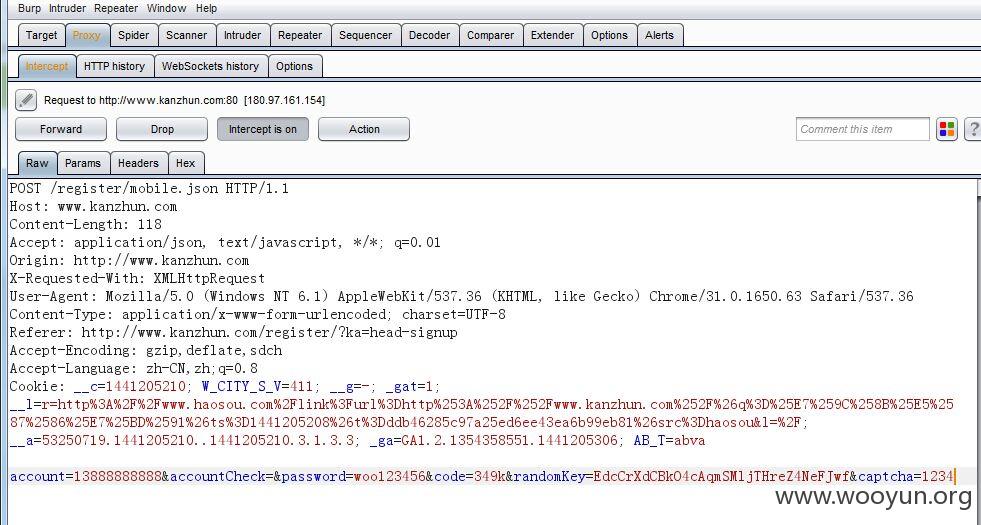 Burp Intruder Repeater Window Help
Target Proxy Spider Scanner Intruder Repeater Sequencer Decoder Comparer Extender Options Alerts
Intercept HTTP history WebSockets history Options
Request to http://www.kanzhun.com:80 [180.97.161.154]
Forward Drop Intercept is on Action Comment this item ?
Raw Params Headers Hex
POST /register/mobile.json HTTP/1.1
Host: www.kanzhun.com
Content-Length: 118
Accept: application/json, text/javascript, */*; q=0.01
Origin: http://www.kanzhun.com
X-Requested-With: XMLHttpRequest
User-Agent: Mozilla/5.0 (Windows NT 6.1) AppleWebKit/537.36 (KHTML, like Gecko) Chrome/31.0.1650.63 Safari/537.36
Content-Type: application/x-www-form-urlencoded; charset=UTF-8
Referer: http://www.kanzhun.com/register/?ka=head-signup
Accept-Encoding: gzip,deflate,sdch
Accept-Language: zh-CN,zh;q=0.8
Cookie: __c=1441205210; W_CITY_S_V=411; __g=-; _gat=1;
__l=r=http%3A%2F%2Fwww.haosou.com%2Flink%3Furl%3Dhttp%253A%252F%252Fwww.kanzhun.com%252F%26q%3D%25E7%259C%258B%25E5%25
87%2586%25E7%25BD%2591%26ts%3D1441205208%26t%3Dddb46285c97a25ed6ee43ea6b99eb81%26src%3Dhaosou&l=%2F;
__a=53250719.1441205210..1441205210.3.1.3.3; _ga=GA1.2.1354358551.1441205306; AB_T=abva
account=13888888888&accountCheck=&password=woo123456&code=349k&randomKey=EdcCrXdCBkO4cAqmSMljTHreZ4NeFJwf&captcha=1234
www.wooyun.org